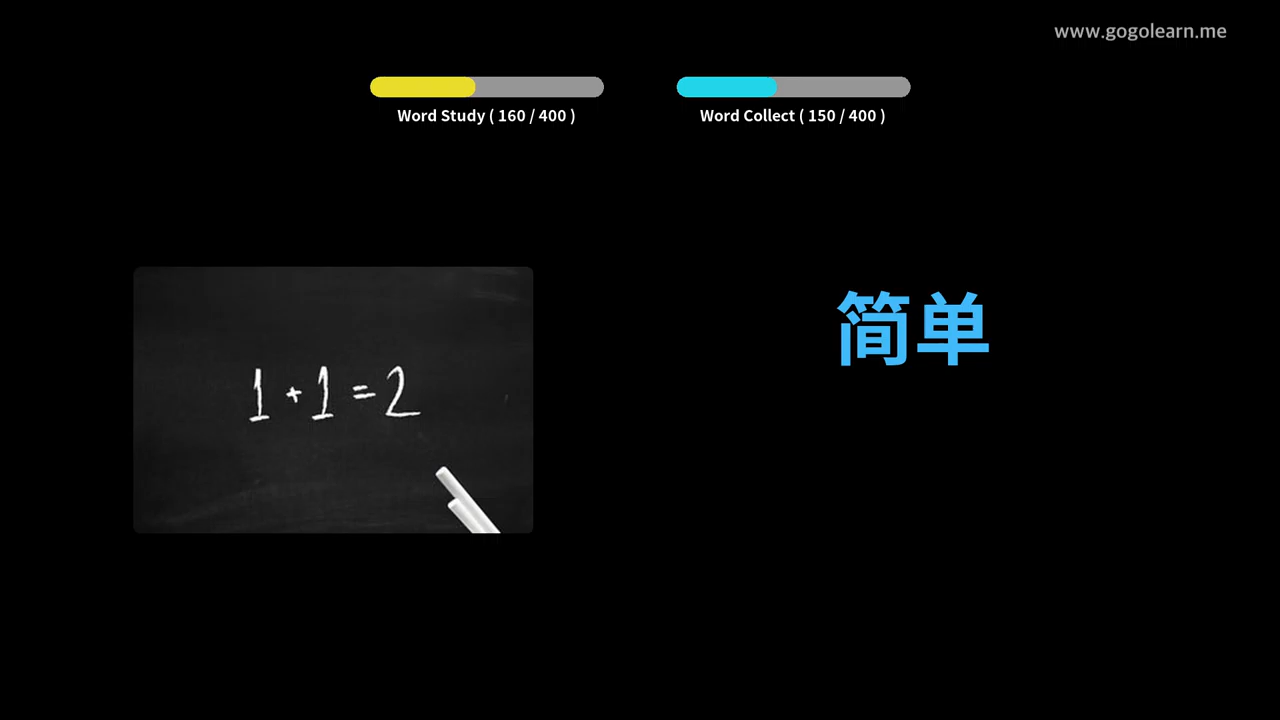 www.gogolearn.me
Word Study ( 160 / 400 )
Word Collect ( 150 / 400 )
1 + 1 = 2
简单